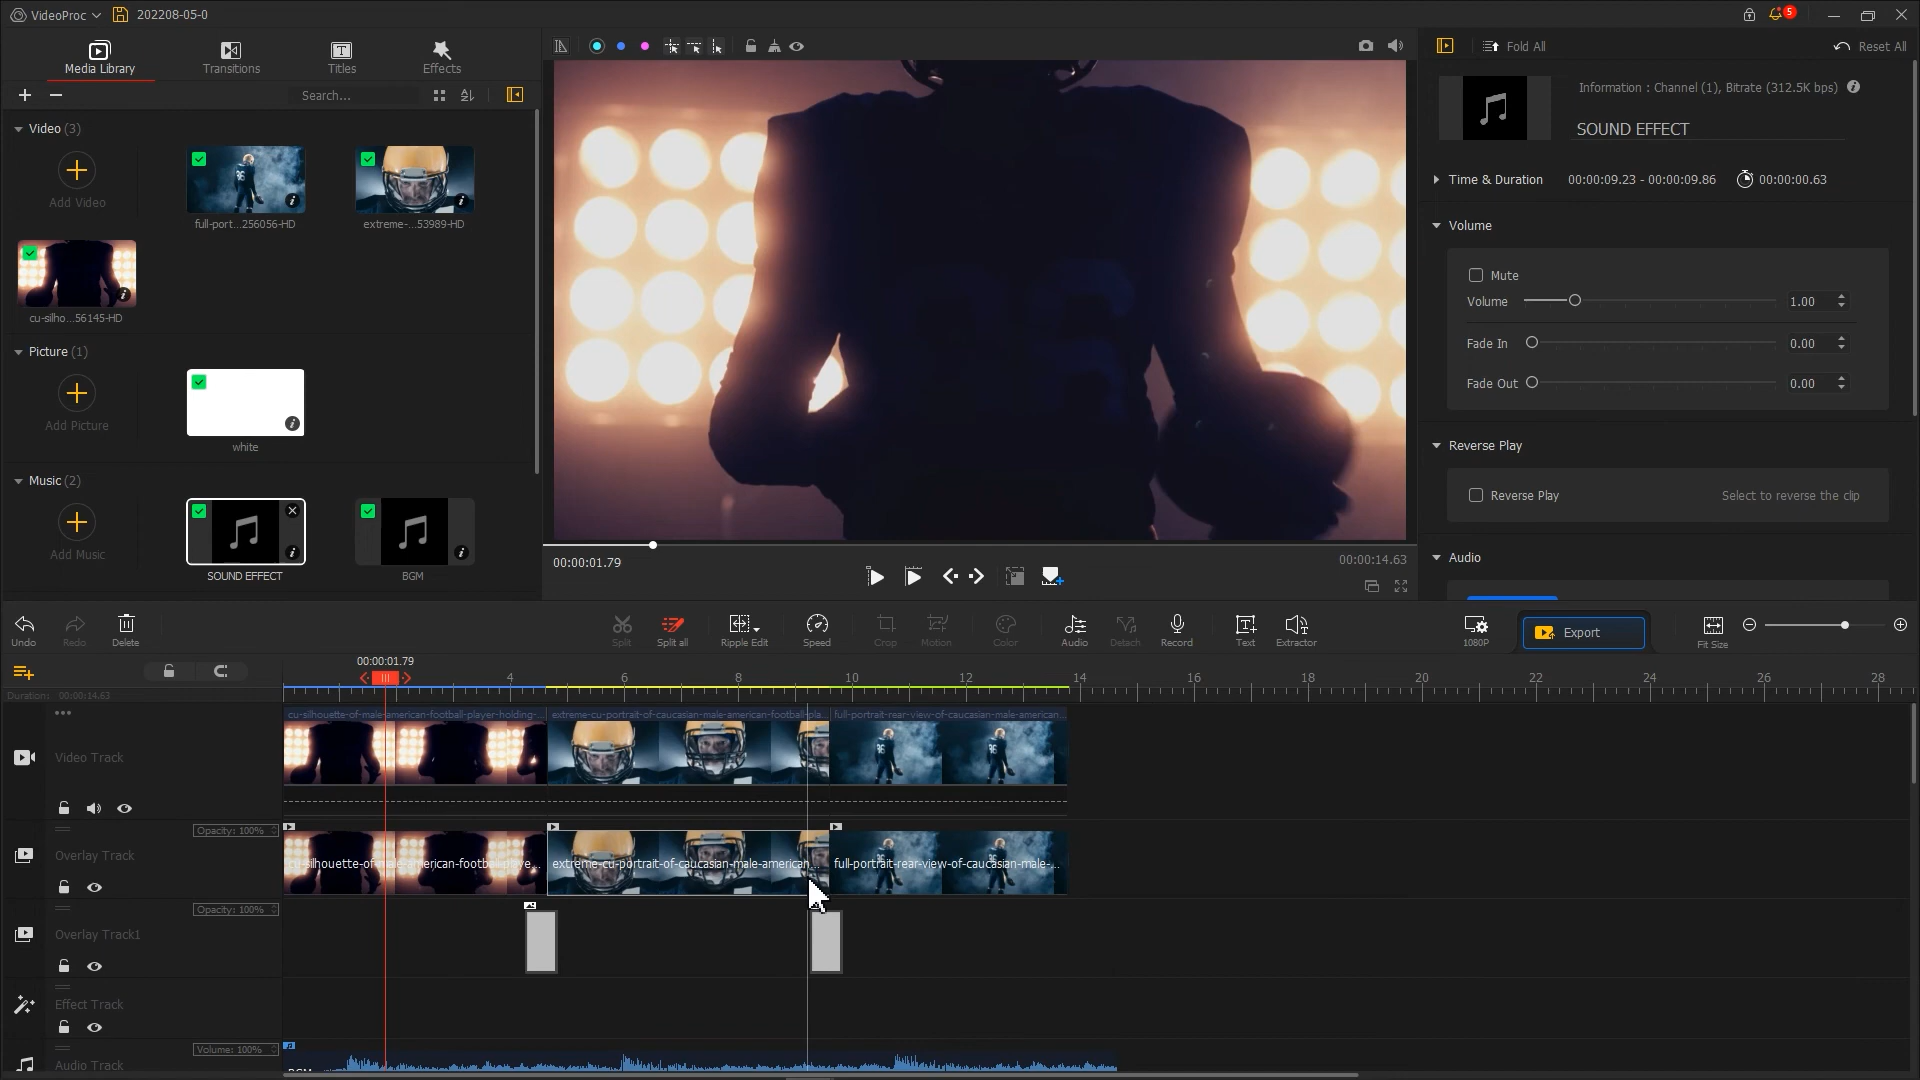 VideoProc
202208-05-0
5
Media Library
Transitions
Titles
Effects
Search...
Fold All
Reset All
Information : Channel (1), Bitrate (312.5K bps)
SOUND EFFECT
Time & Duration
00:00:09.23 - 00:00:09.86
00:00:00.63
Volume
Mute
Volume
1.00
Fade In
0.00
Fade Out
0.00
Reverse Play
Reverse Play
Select to reverse the clip
Audio
Video (3)
Add Video
full-port...256056-HD
extreme-...53989-HD
cu-silho...56145-HD
Picture (1)
Add Picture
white
Music (2)
Add Music
SOUND EFFECT
BGM
00:00:01.79
00:00:14.63
Undo
Redo
Delete
Split
Split all
Ripple Edit
Speed
Crop
Motion
Color
Audio
Detach
Record
Text
Extractor
1080P
Export
Fit Size
00:00:01.79
Duration: 00:00:14.63
4
6
8
10
12
14
16
18
20
22
24
26
28
cu-silhouette-of-male-american-football-player-holding-...
extreme-cu-portrait-of-caucasian-male-american-football-pla...
full-portrait-rear-view-of-caucasian-male-american...
Video Track
Opacity: 100%
Overlay Track
cu-silhouette-of-male-american-football-playe...
extreme-cu-portrait-of-caucasian-male-american...
full-portrait-rear-view-of-caucasian-male-...
Opacity: 100%
Overlay Track1
Effect Track
Volume: 100%
Audio Track
BGM